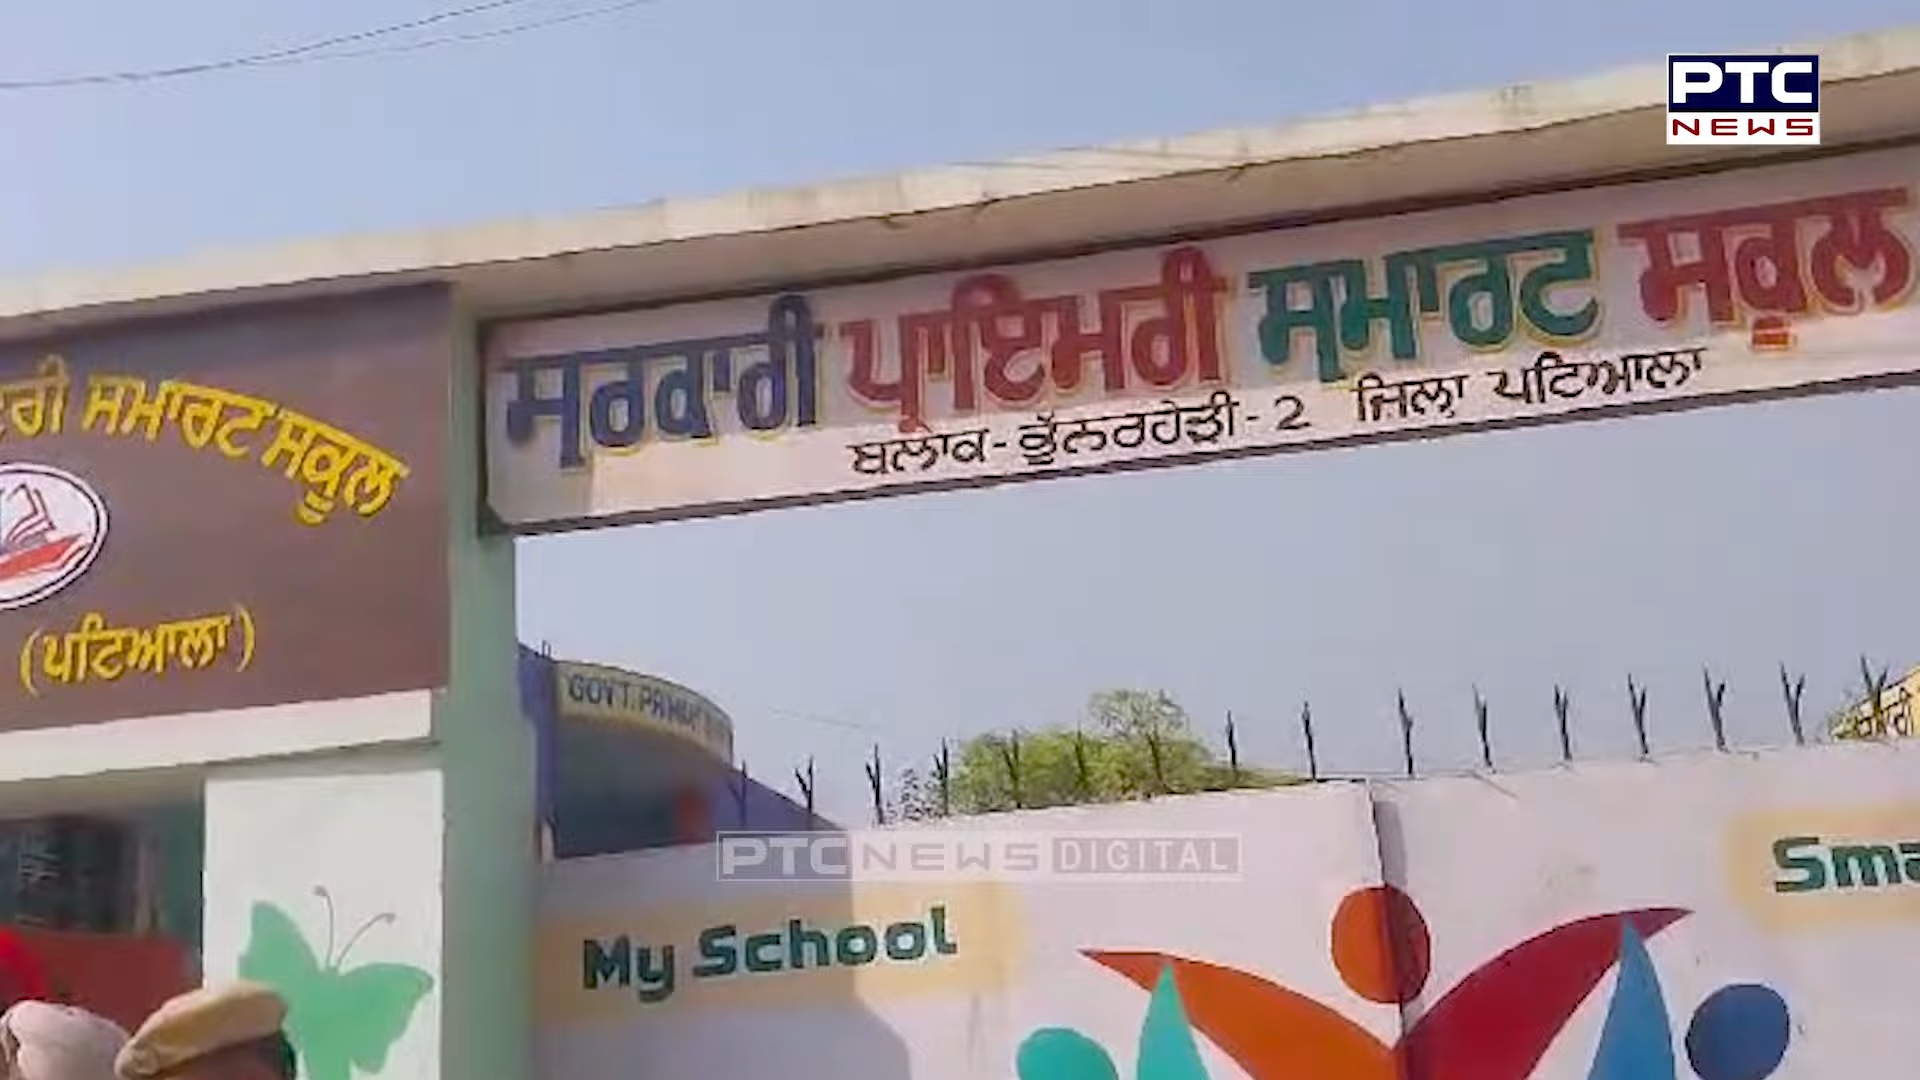 PTC
NEWS
ਸਰਕਾਰੀ ਪ੍ਰਾਇਮਰੀ ਸਮਾਰਟ ਸਕੂਲ
ਬਲਾਕ-ਭੁੱਨਰਹੇੜੀ-2 ਜ਼ਿਲ੍ਹਾ ਪਟਿਆਲਾ
ਸਮਾਰਟ ਸਕੂਲ
(ਪਟਿਆਲਾ)
GOVT.
PTC NEWS DIGITAL
My School